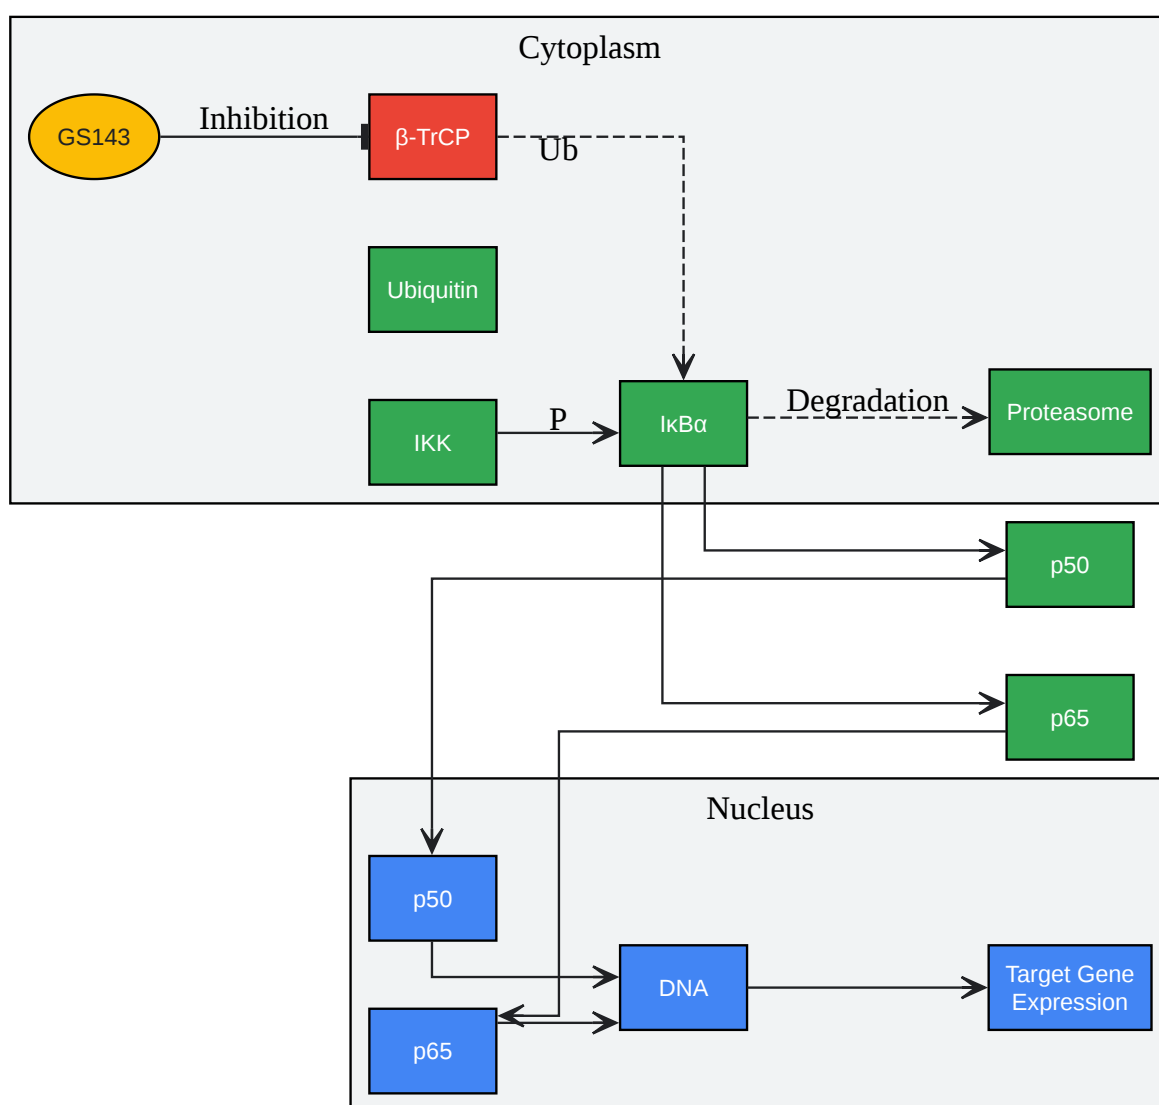 Cytoplasm
GS143
Inhibition
β-TrCP
Ub
Ubiquitin
IKK
P
IκBα
Degradation
Proteasome
p50
p65
Nucleus
p50
p65
DNA
Target Gene
Expression